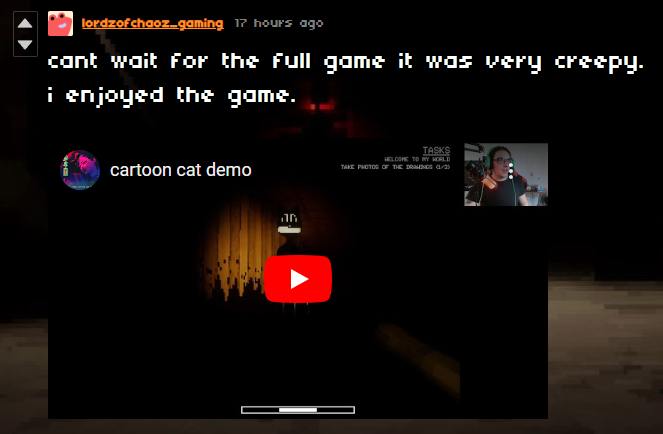 lordzofchaoz_gaming 17 hours ago
cant wait for the full game it was very creepy.
i enjoyed the game.
cartoon cat demo
TASKS
WELCOME TO MY WORLD
TAKE PHOTOS OF THE DRAWINGS (1/3)